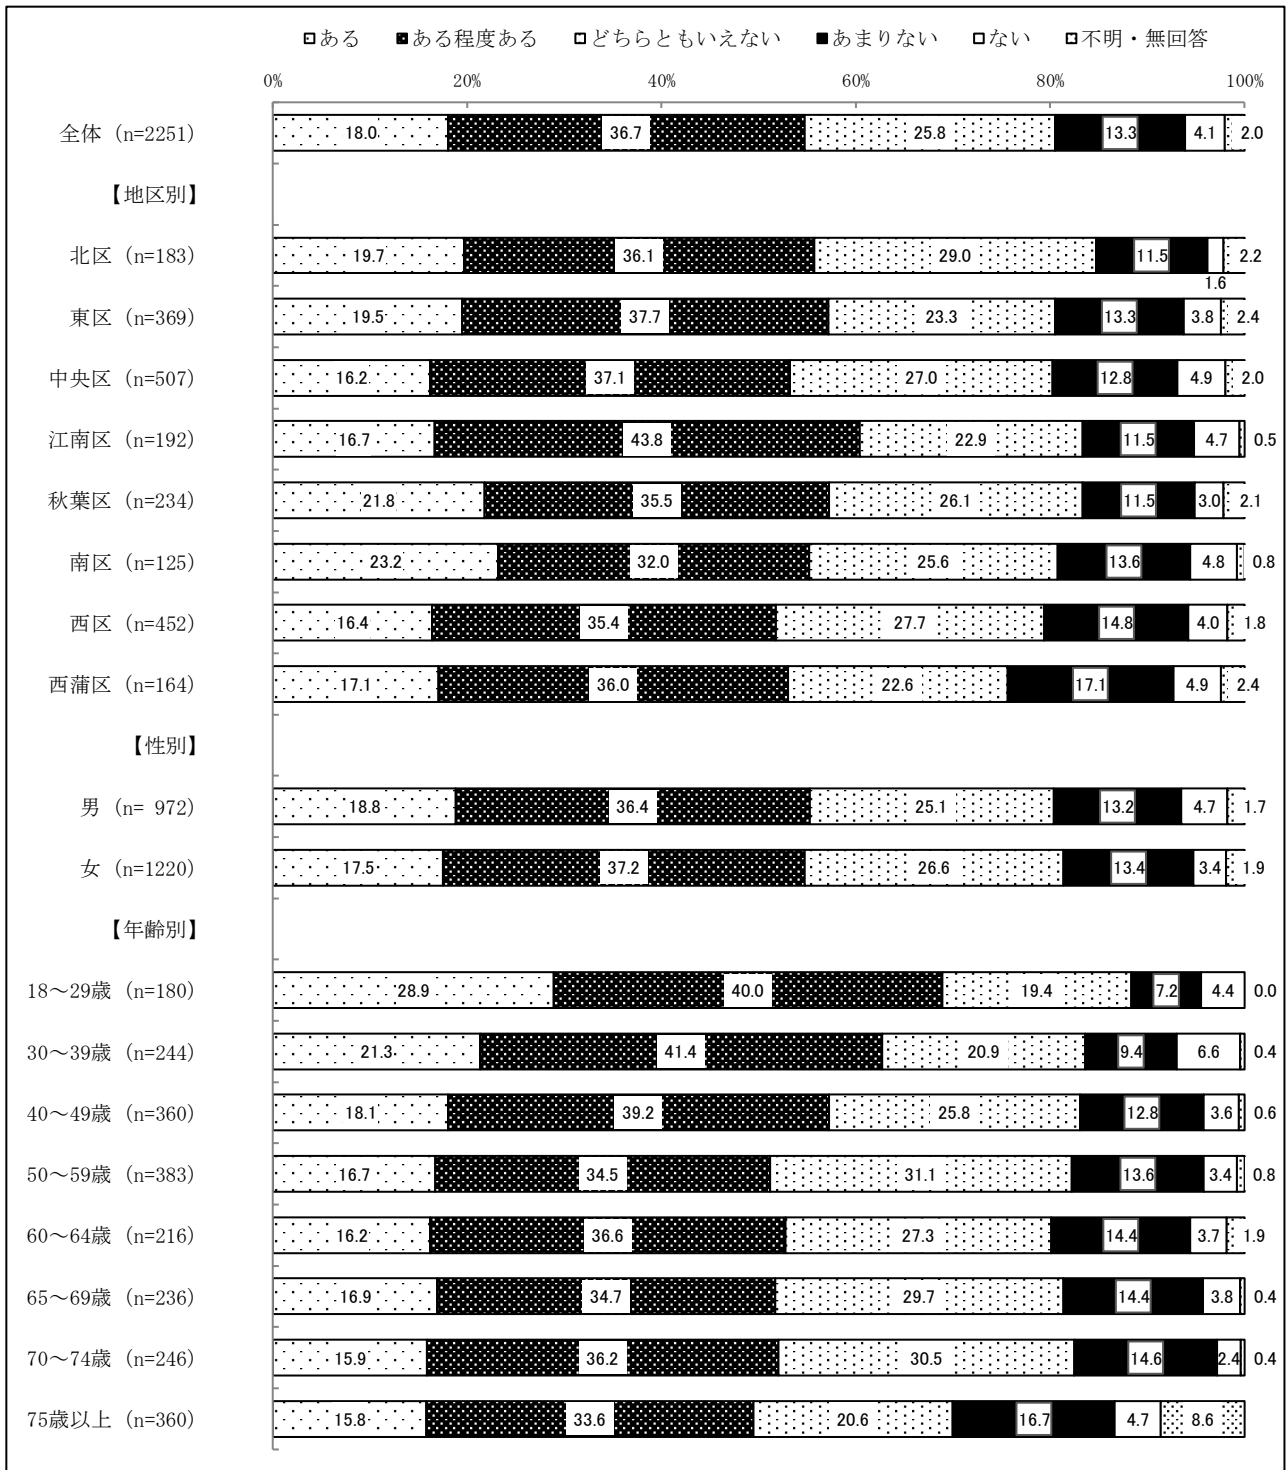 ある ある程度ある どちらともいえない あまりない ない 不明・無回答
0% 20% 40% 60% 80% 100%
全体 (n=2251) 18.0 36.7 25.8 13.3 4.1 2.0
【地区別】
北区 (n=183) 19.7 36.1 29.0 11.5 1.6 2.2
東区 (n=369) 19.5 37.7 23.3 13.3 3.8 2.4
中央区 (n=507) 16.2 37.1 27.0 12.8 4.9 2.0
江南区 (n=192) 16.7 43.8 22.9 11.5 4.7 0.5
秋葉区 (n=234) 21.8 35.5 26.1 11.5 3.0 2.1
南区 (n=125) 23.2 32.0 25.6 13.6 4.8 0.8
西区 (n=452) 16.4 35.4 27.7 14.8 4.0 1.8
西蒲区 (n=164) 17.1 36.0 22.6 17.1 4.9 2.4
【性別】
男 (n= 972) 18.8 36.4 25.1 13.2 4.7 1.7
女 (n=1220) 17.5 37.2 26.6 13.4 3.4 1.9
【年齢別】
18～29歳 (n=180) 28.9 40.0 19.4 7.2 4.4 0.0
30～39歳 (n=244) 21.3 41.4 20.9 9.4 6.6 0.4
40～49歳 (n=360) 18.1 39.2 25.8 12.8 3.6 0.6
50～59歳 (n=383) 16.7 34.5 31.1 13.6 3.4 0.8
60～64歳 (n=216) 16.2 36.6 27.3 14.4 3.7 1.9
65～69歳 (n=236) 16.9 34.7 29.7 14.4 3.8 0.4
70～74歳 (n=246) 15.9 36.2 30.5 14.6 2.4 0.4
75歳以上 (n=360) 15.8 33.6 20.6 16.7 4.7 8.6